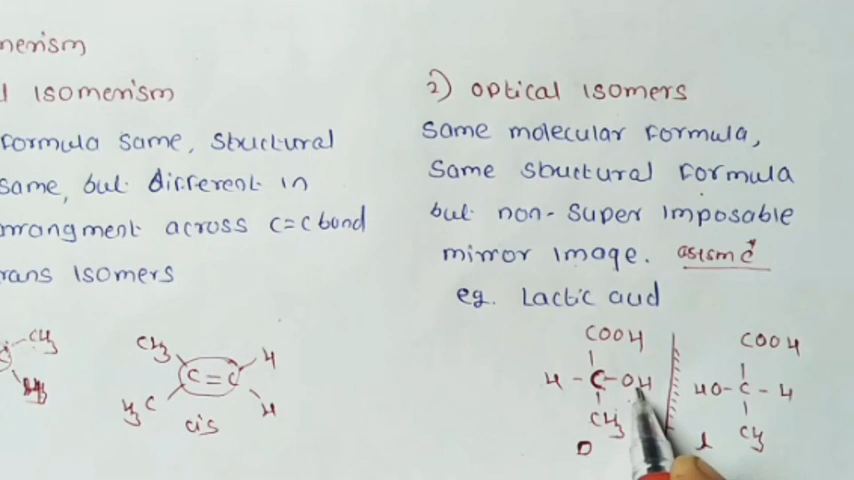 merism
l Isomerism
formula same, structural
same, but different in
arrangment across C=C bond
rans Isomers
CH3
CH3
H
C=C
H3C
H
cis
2) optical Isomers
Same molecular formula,
Same structural formula
but non-super imposable
mirror image.
eg. Lactic acid
COOH
H - C - OH
CH3
D
COOH
HO - C - H
CH3
l